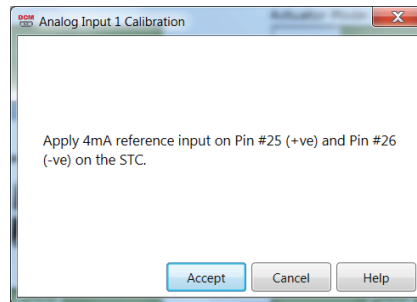 DCM
Analog Input 1 Calibration
Apply 4mA reference input on Pin #25 (+ve) and Pin #26
(-ve) on the STC.
Accept Cancel Help